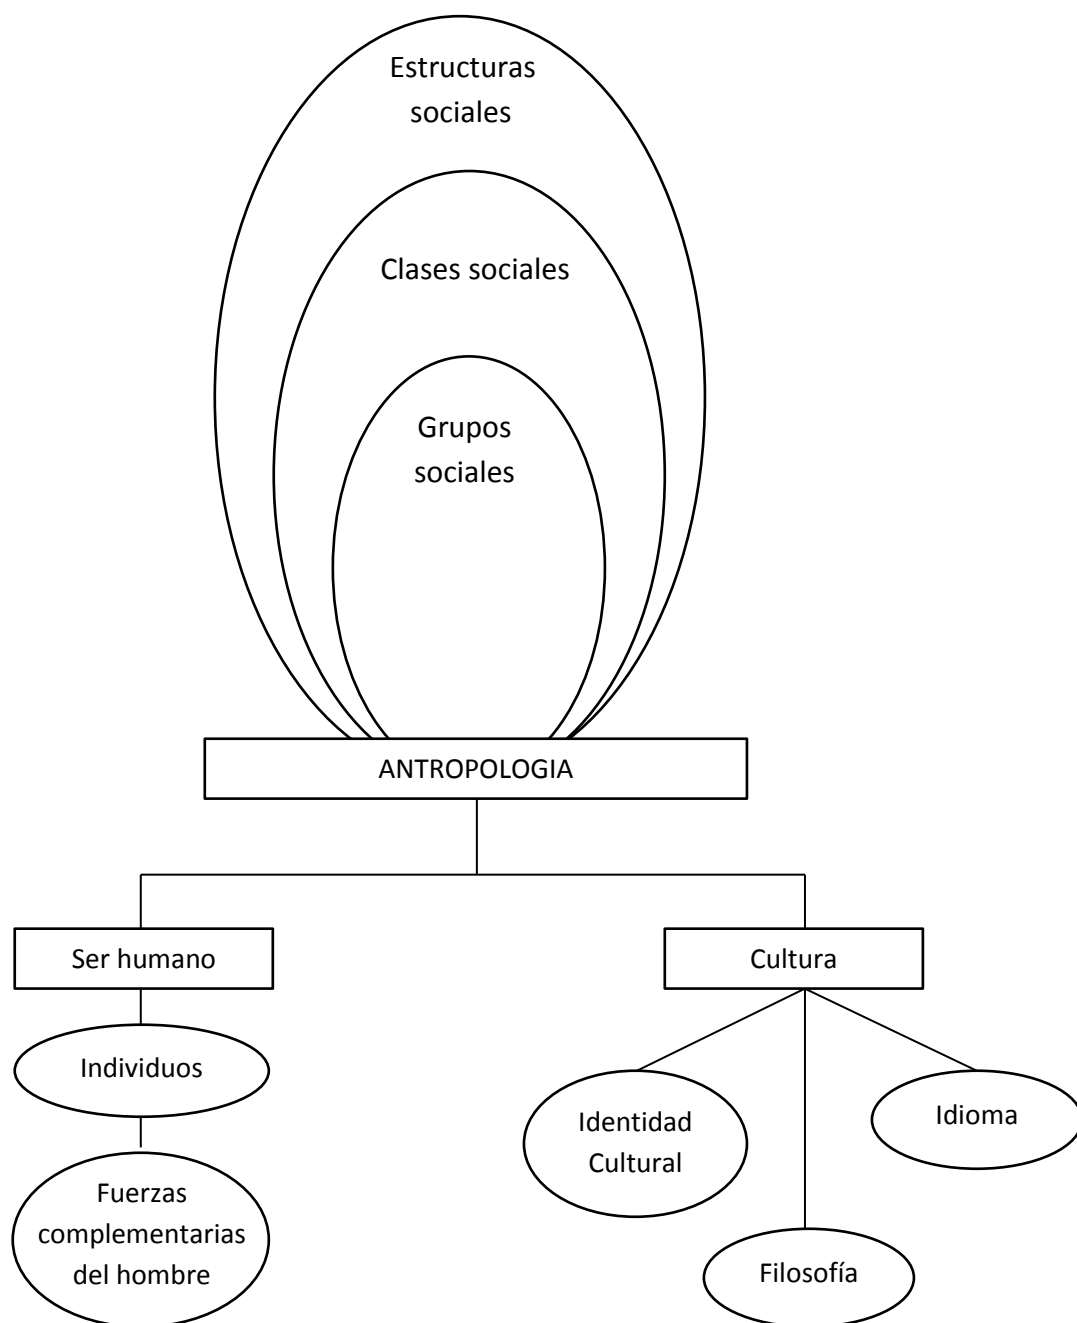 Estructuras
sociales
Clases sociales
Grupos
sociales
ANTROPOLOGIA
Ser humano
Cultura
Individuos
Identidad
Cultural
Idioma
Fuerzas
complementarias
del hombre
Filosofía